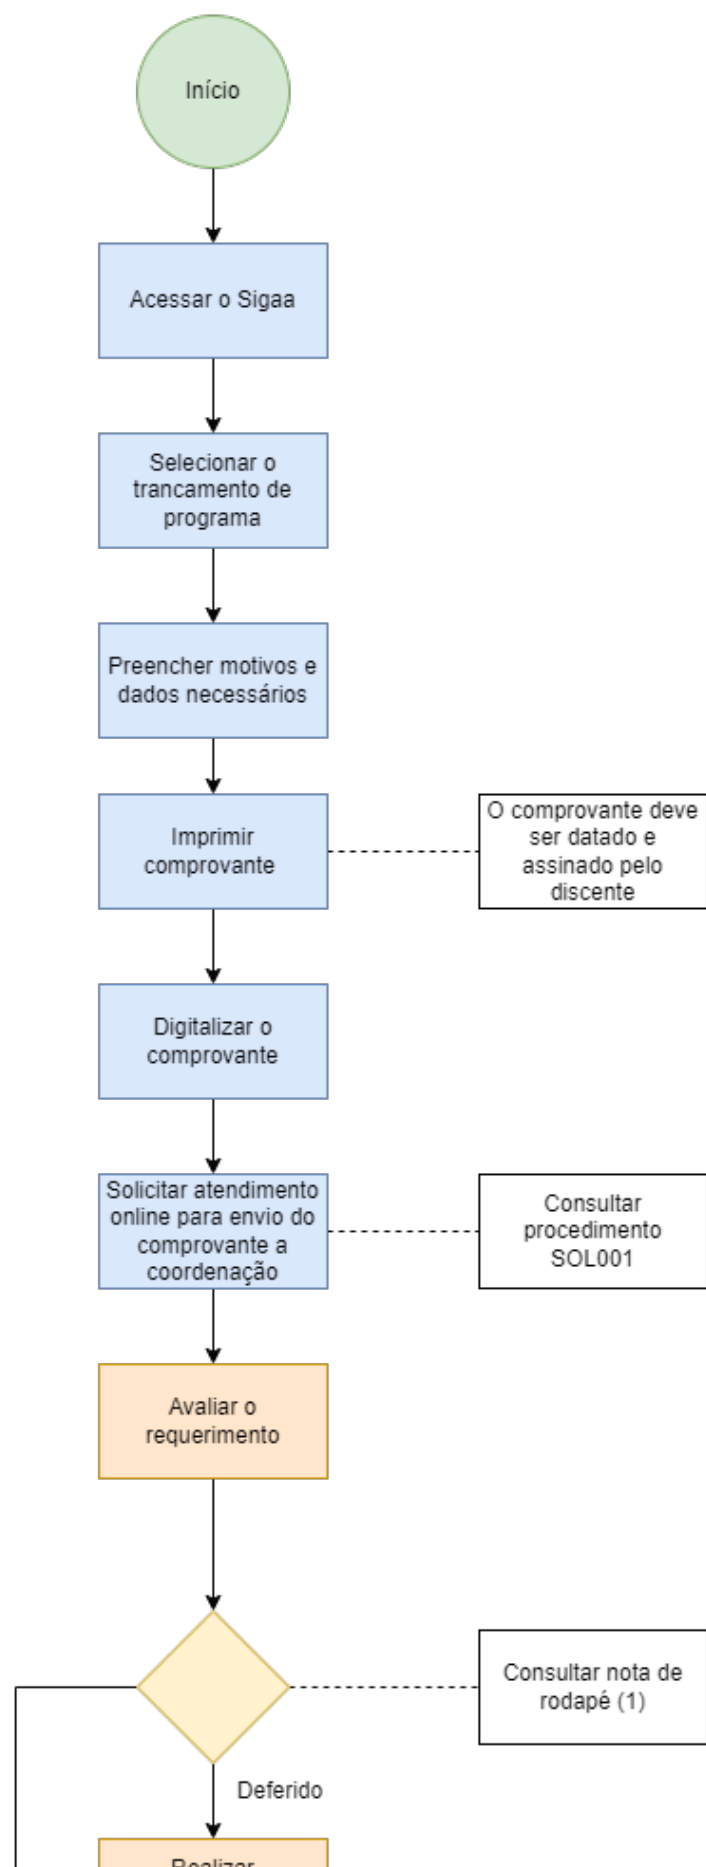 Início
Acessar o Sigaa
Selecionar o
trancamento de
programa
Preencher motivos e
dados necessários
Imprimir
comprovante
O comprovante deve
ser datado e
assinado pelo
discente
Digitalizar o
comprovante
Solicitar atendimento
online para envio do
comprovante a
coordenação
Consultar
procedimento
SOL001
Avaliar o
requerimento
Consultar nota de
rodapé (1)
Deferido
Realizar